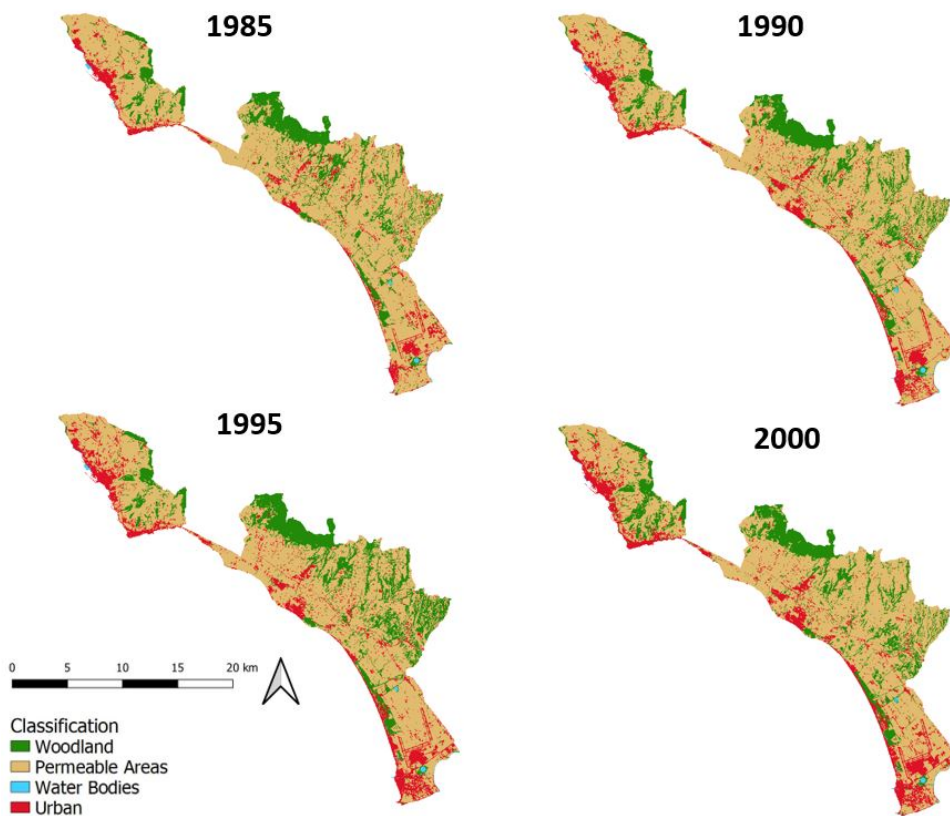 1985
1990
1995
2000
0 5 10 15 20 km
Classification
Woodland
Permeable Areas
Water Bodies
Urban